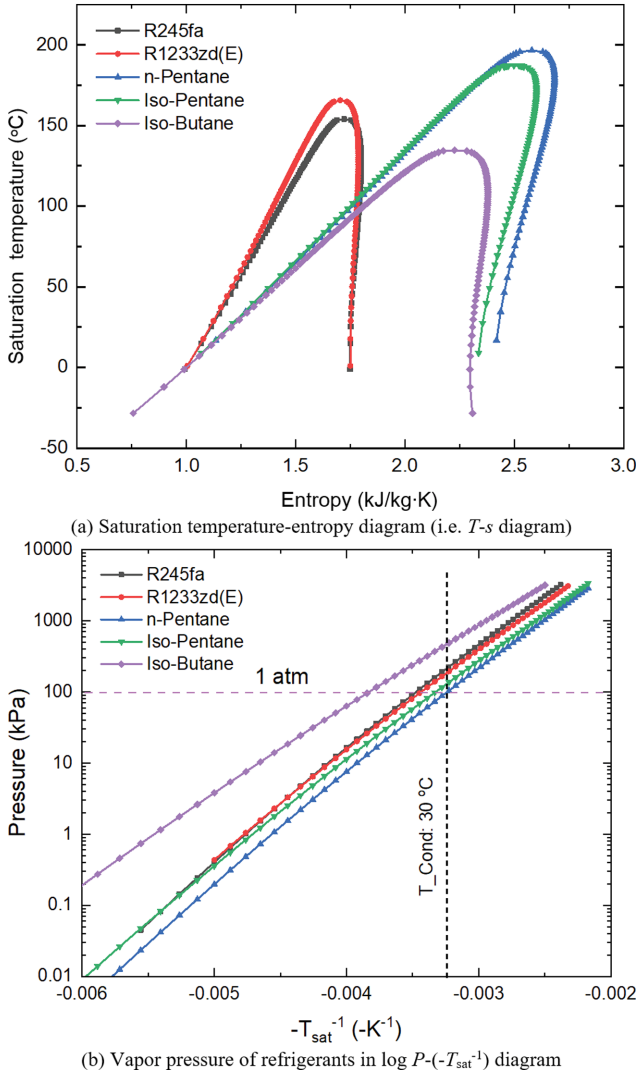 200
150
100
50
0
-50
Saturation temperature (ºC)
R245fa
R1233zd(E)
n-Pentane
Iso-Pentane
Iso-Butane
0.5 1.0 1.5 2.0 2.5 3.0
Entropy (kJ/kg·K)
(a) Saturation temperature-entropy diagram (i.e. T-s diagram)
10000
1000
100
10
1
0.1
0.01
Pressure (kPa)
R245fa
R1233zd(E)
n-Pentane
Iso-Pentane
Iso-Butane
1 atm
T_Cond: 30 ºC
-0.006 -0.005 -0.004 -0.003 -0.002
-Tsat⁻¹ (-K⁻¹)
(b) Vapor pressure of refrigerants in log P-(-Tsat⁻¹) diagram